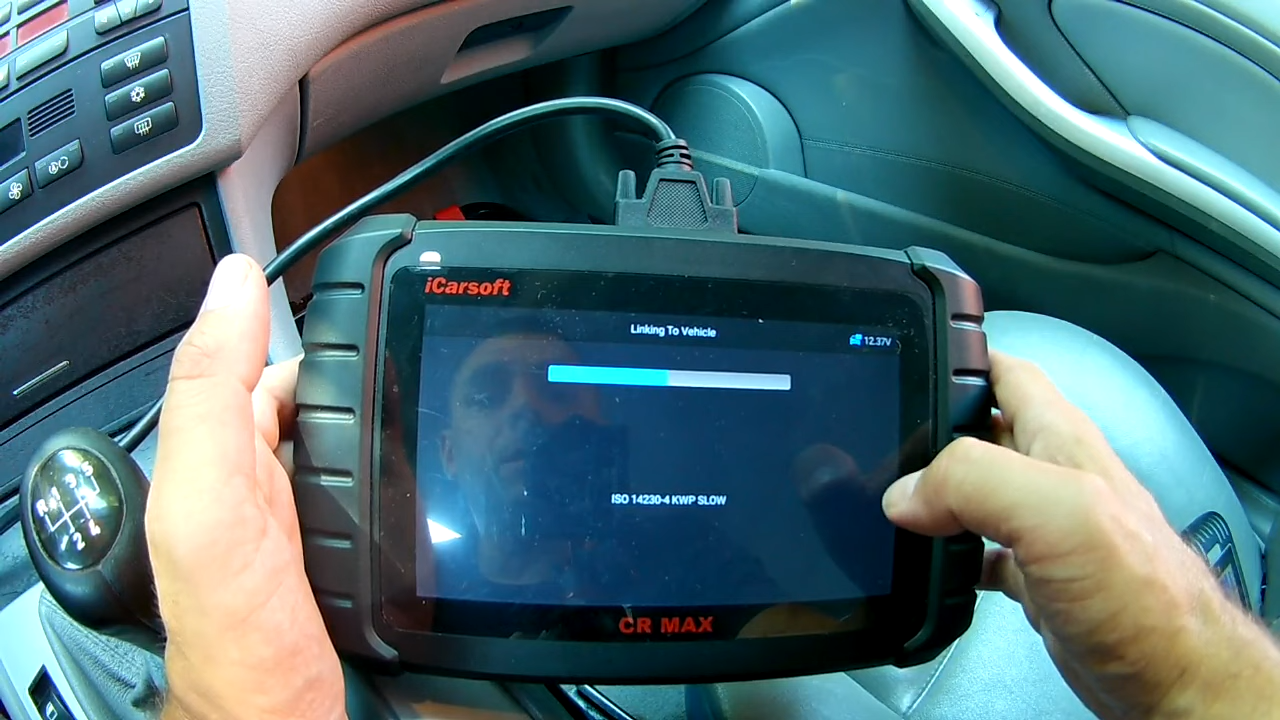 iCarsoft
Linking To Vehicle
12.37V
ISO 14230-4 KWP SLOW
CR MAX